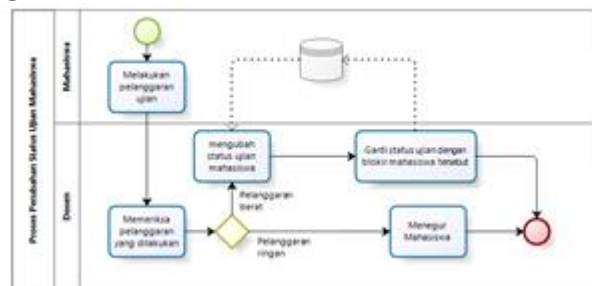 Proses Perubahan Status Ujian Mahasiswa
Mahasiswa
Melakukan
pelanggaran
ujian
Dosen
mengubah
status ujian
mahasiswa
Ganti status ujian dengan
blokir mahasiswa tersebut
Pelanggaran
berat
Memeriksa
pelanggaran
yang dilakukan
Pelanggaran
ringan
Menegur
Mahasiswa